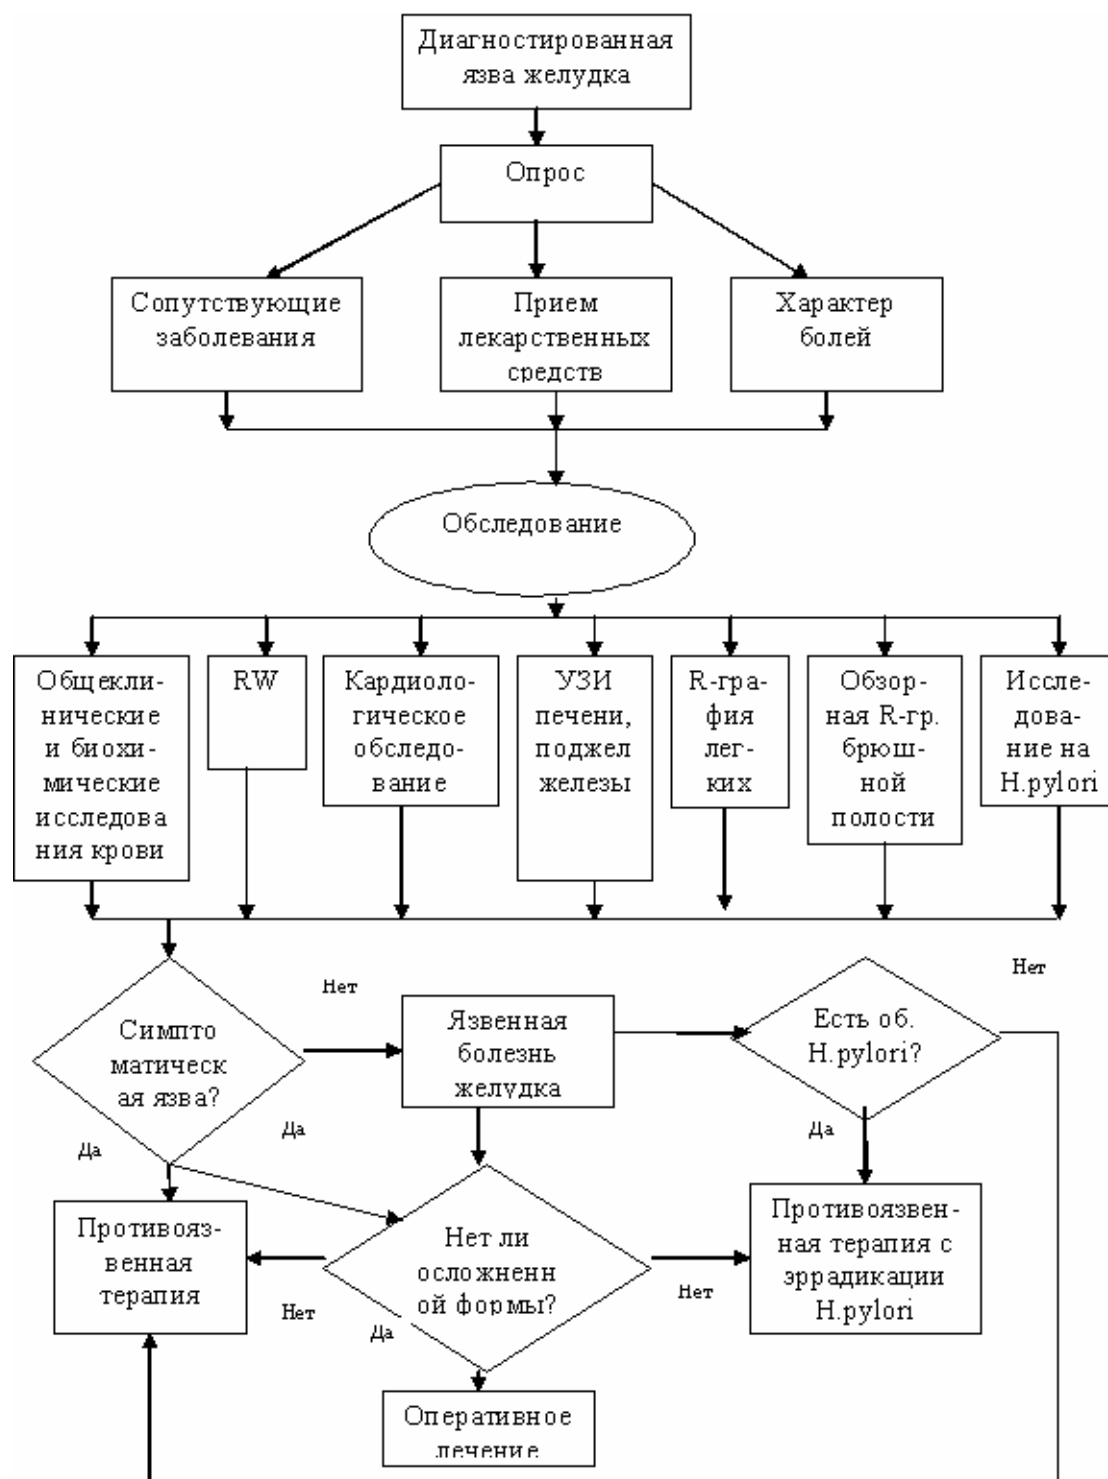 Диагностированная
язва желудка
Опрос
Сопутствующие
заболевания
Прием
лекарственных
средств
Характер
болей
Обследование
Общекли-
нические
и биохи-
мические
исследова
ния крови
RW
Кардиоло-
гическое
обследо-
вание
УЗИ
печени,
поджел
железы
R-гра-
фия
лег-
ких
Обзор-
ная R-гр.
брюш-
ной
полости
Иссле-
дова-
ние на
H.pylori
Симпто
матическ
ая язва?
Нет
Язвенная
болезнь
желудка
Есть об.
H.pylori?
Нет
Да
Да
Да
Противояз-
венная
терапия
Нет ли
осложненн
ой формы?
Нет
Нет
Да
Противоязвен-
ная терапия с
эррадикации
H.pylori
Оперативное
лечение